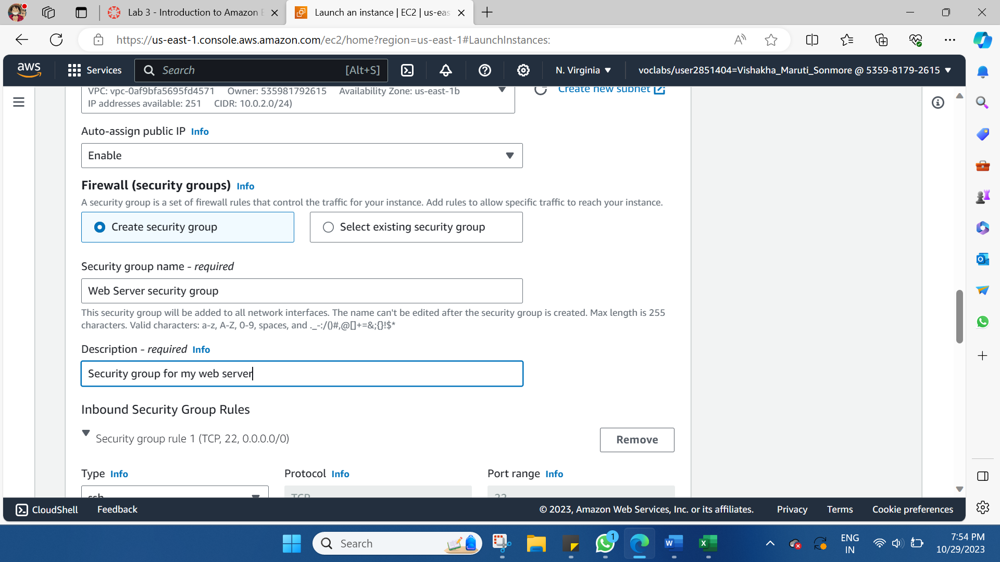 Lab 3 - Introduction to Amazon E
Launch an instance | EC2 | us-eas
https://us-east-1.console.aws.amazon.com/ec2/home?region=us-east-1#LaunchInstances:
aws
Services
Search
[Alt+S]
N. Virginia
voclabs/user2851404=Vishakha_Maruti_Sonmore @ 5359-8179-2615
VPC: vpc-0af9bfa5695fd4571 Owner: 535981792615 Availability Zone: us-east-1b
IP addresses available: 251 CIDR: 10.0.2.0/24)
Create new subnet
Auto-assign public IP Info
Enable
Firewall (security groups) Info
A security group is a set of firewall rules that control the traffic for your instance. Add rules to allow specific traffic to reach your instance.
Create security group
Select existing security group
Security group name - required
Web Server security group
This security group will be added to all network interfaces. The name can't be edited after the security group is created. Max length is 255
characters. Valid characters: a-z, A-Z, 0-9, spaces, and ._-:/()#,@[]+=&;{}!$*
Description - required Info
Security group for my web server
Inbound Security Group Rules
Security group rule 1 (TCP, 22, 0.0.0.0/0)
Remove
Type Info
Protocol Info
Port range Info
ssh
TCP
22
CloudShell
Feedback
© 2023, Amazon Web Services, Inc. or its affiliates.
Privacy
Terms
Cookie preferences
Search
1
ENG
IN
7:54 PM
10/29/2023